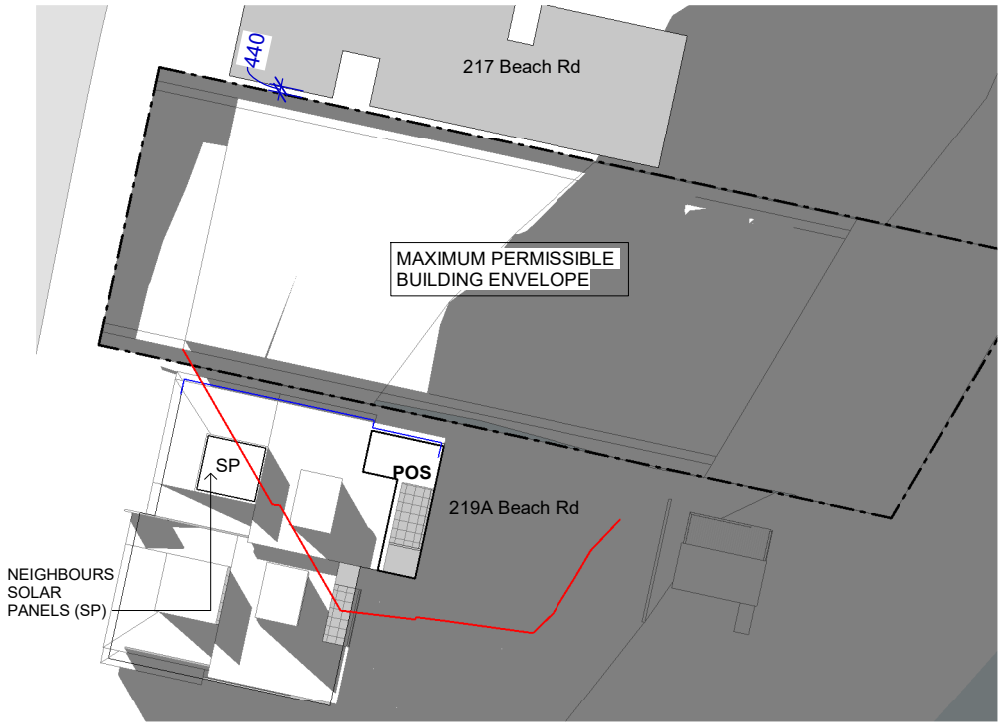 440
217 Beach Rd
MAXIMUM PERMISSIBLE
BUILDING ENVELOPE
SP
POS
219A Beach Rd
NEIGHBOURS
SOLAR
PANELS (SP)